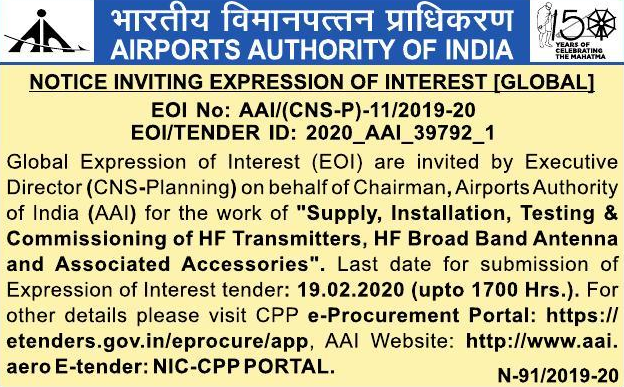 भारतीय विमानपत्तन प्राधिकरण
AIRPORTS AUTHORITY OF INDIA
150
YEARS OF
CELEBRATING
THE MAHATMA
NOTICE INVITING EXPRESSION OF INTEREST [GLOBAL]
EOI No: AAI/(CNS-P)-11/2019-20
EOI/TENDER ID: 2020_AAI_39792_1
Global Expression of Interest (EOI) are invited by Executive
Director (CNS-Planning) on behalf of Chairman, Airports Authority
of India (AAI) for the work of "Supply, Installation, Testing &
Commissioning of HF Transmitters, HF Broad Band Antenna
and Associated Accessories". Last date for submission of
Expression of Interest tender: 19.02.2020 (upto 1700 Hrs.). For
other details please visit CPP e-Procurement Portal: https://
etenders.gov.in/eprocure/app, AAI Website: http://www.aai.
aero E-tender: NIC-CPP PORTAL.
N-91/2019-20